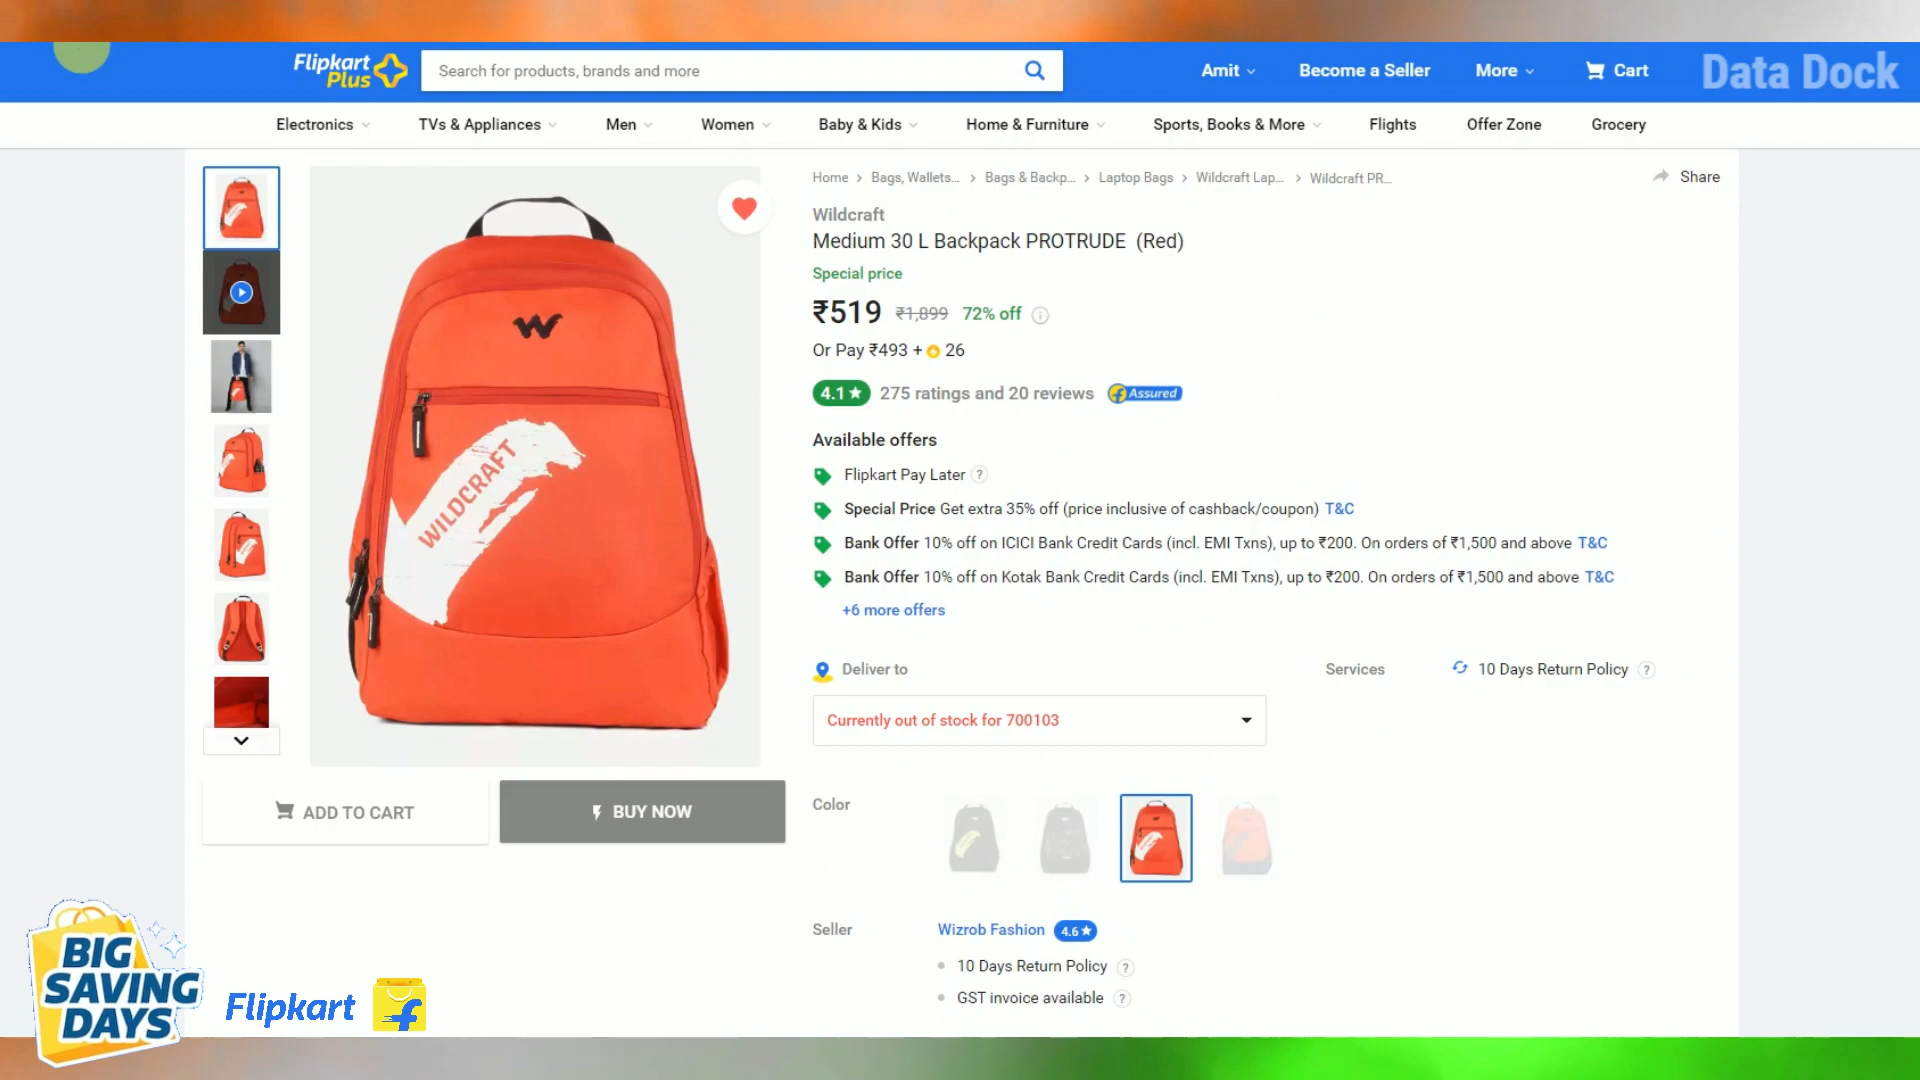 Flipkart
Plus
Search for products, brands and more
Amit
Become a Seller
More
Cart
Data Dock
Electronics
TVs & Appliances
Men
Women
Baby & Kids
Home & Furniture
Sports, Books & More
Flights
Offer Zone
Grocery
Home > Bags, Wallets... > Bags & Backp... > Laptop Bags > Wildcraft Lap... > Wildcraft PR...
Share
Wildcraft
Medium 30 L Backpack PROTRUDE (Red)
Special price
₹519 ₹1,899 72% off
Or Pay ₹493 + 26
4.1★ 275 ratings and 20 reviews f Assured
Available offers
Flipkart Pay Later ?
Special Price Get extra 35% off (price inclusive of cashback/coupon) T&C
Bank Offer 10% off on ICICI Bank Credit Cards (incl. EMI Txns), up to ₹200. On orders of ₹1,500 and above T&C
Bank Offer 10% off on Kotak Bank Credit Cards (incl. EMI Txns), up to ₹200. On orders of ₹1,500 and above T&C
+6 more offers
WILDCRAFT
Deliver to
Services
10 Days Return Policy ?
Currently out of stock for 700103
ADD TO CART
BUY NOW
Color
Seller
Wizrob Fashion 4.6★
10 Days Return Policy ?
GST invoice available ?
BIG
SAVING
DAYS
Flipkart